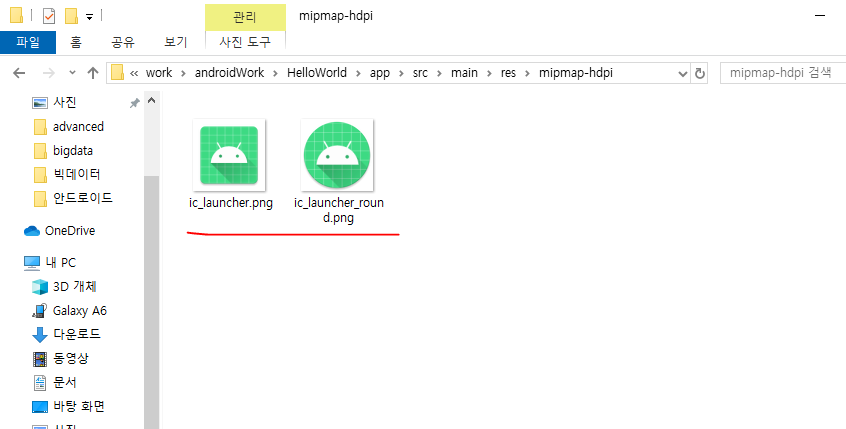 관리
mipmap-hdpi
파일
홈
공유
보기
사진 도구
« work > androidWork > HelloWorld > app > src > main > res > mipmap-hdpi
mipmap-hdpi 검색
사진
advanced
bigdata
빅데이터
안드로이드
OneDrive
내 PC
3D 개체
Galaxy A6
다운로드
동영상
문서
바탕 화면
ic_launcher.png
ic_launcher_roun
d.png